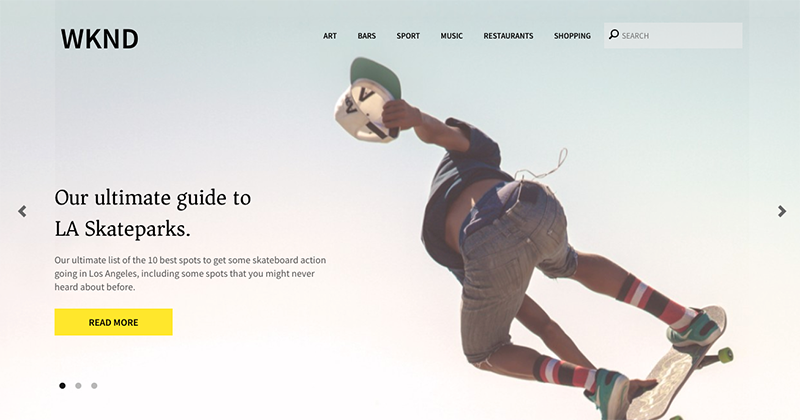 WKND
ART BARS SPORT MUSIC RESTAURANTS SHOPPING SEARCH
Our ultimate guide to
LA Skateparks.
Our ultimate list of the 10 best spots to get some skateboard action
going in Los Angeles, including some spots that you might never
heard about before.
READ MORE